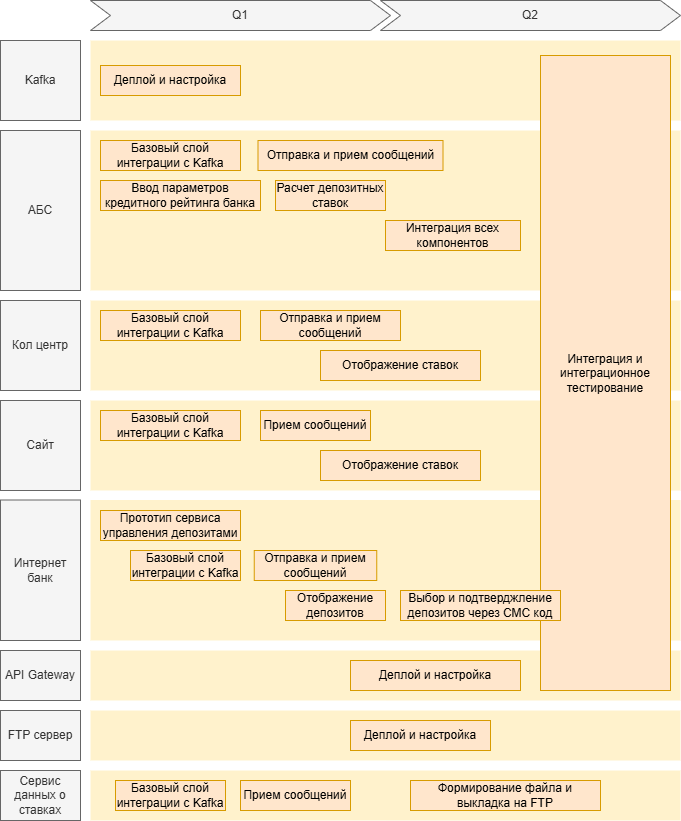 Q1
Q2
Kafka
Деплой и настройка
АБС
Базовый слой
интеграции с Kafka
Отправка и прием сообщений
Ввод параметров
кредитного рейтинга банка
Расчет депозитных
ставок
Интеграция всех
компонентов
Кол центр
Базовый слой
интеграции с Kafka
Отправка и прием
сообщений
Отображение ставок
Интеграция и
интеграционное
тестирование
Сайт
Базовый слой
интеграции с Kafka
Прием сообщений
Отображение ставок
Интернет
банк
Прототип сервиса
управления депозитами
Базовый слой
интеграции с Kafka
Отправка и прием
сообщений
Отображение
депозитов
Выбор и подтверджление
депозитов через СМС код
API Gateway
Деплой и настройка
FTP сервер
Деплой и настройка
Сервис
данных о
ставках
Базовый слой
интеграции с Kafka
Прием сообщений
Формирование файла и
выкладка на FTP